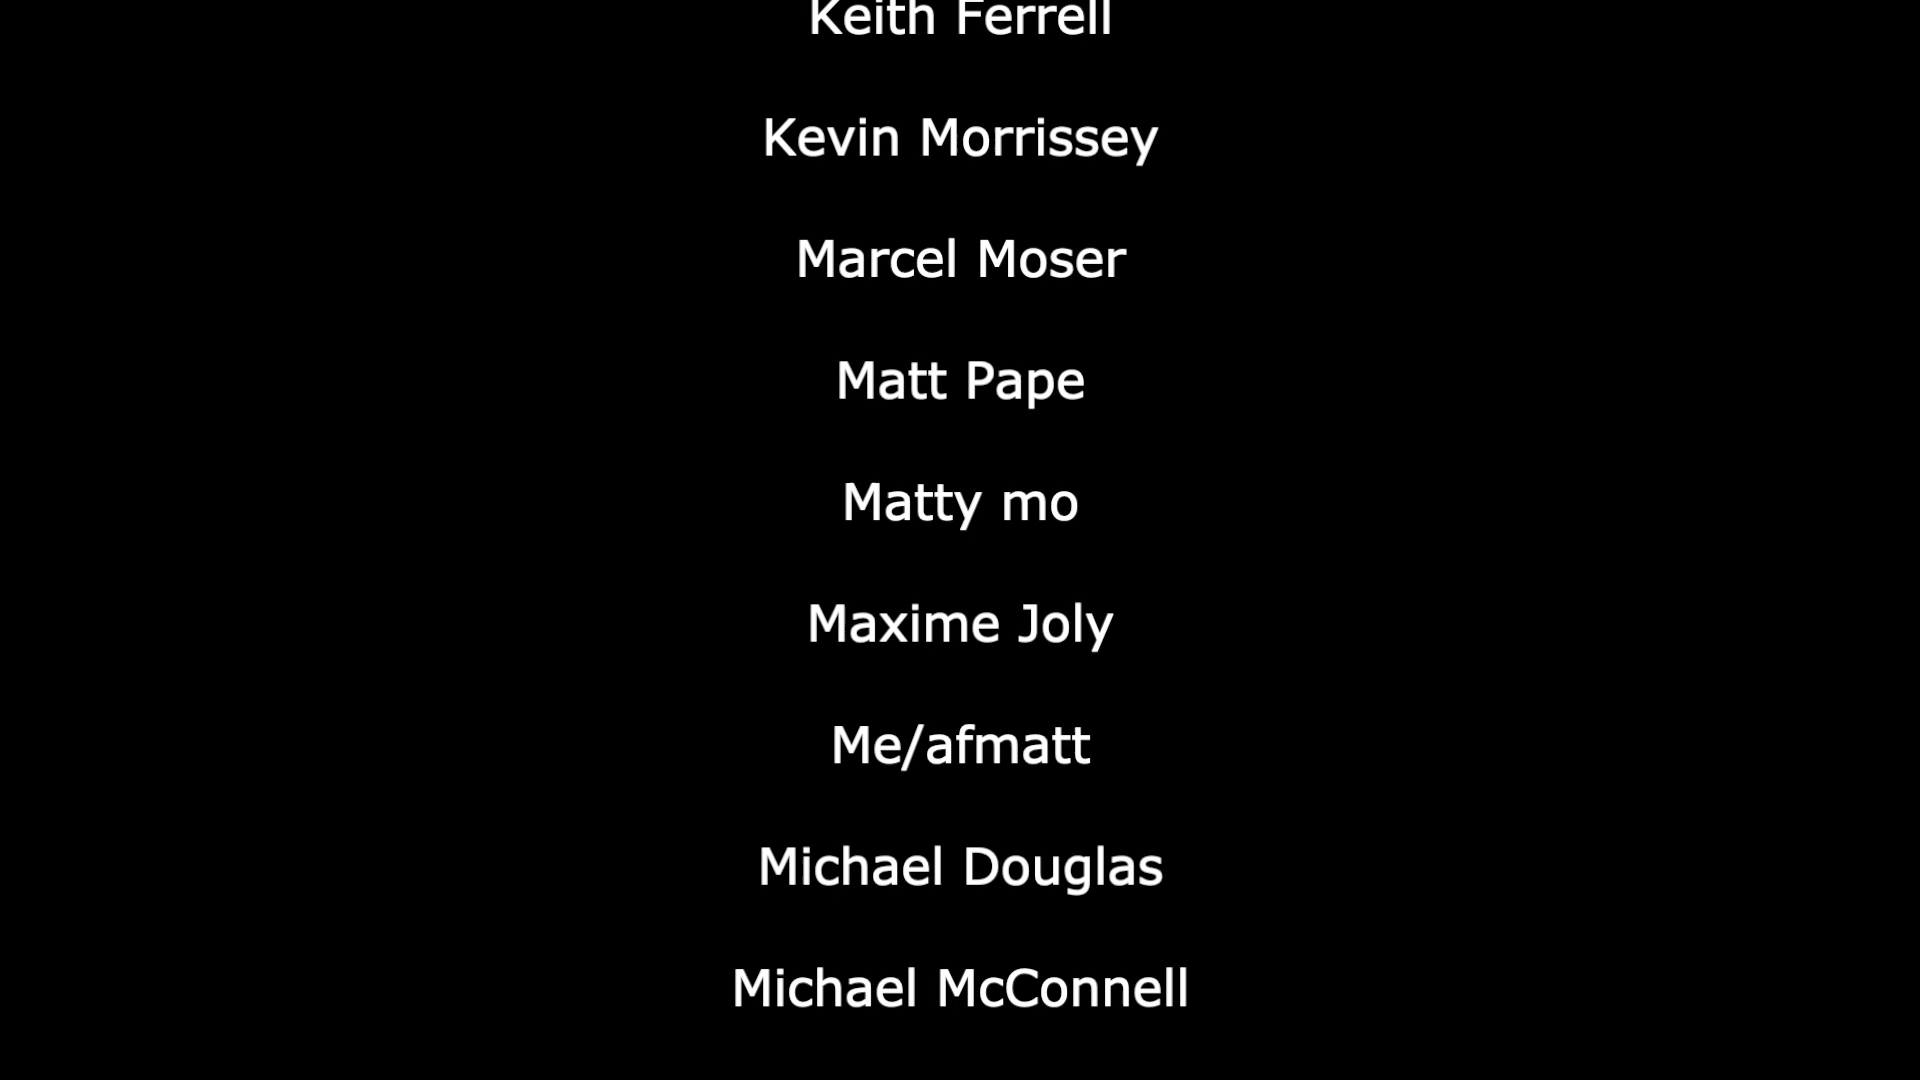 Keith Ferrell
Kevin Morrissey
Marcel Moser
Matt Pape
Matty mo
Maxime Joly
Me/afmatt
Michael Douglas
Michael McConnell